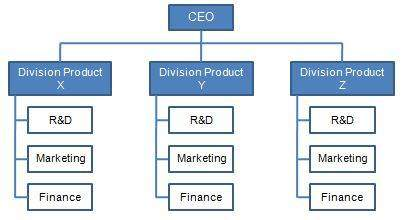 CEO
Division Product
X
R&D
Marketing
Finance
Division Product
Y
R&D
Marketing
Finance
Division Product
Z
R&D
Marketing
Finance